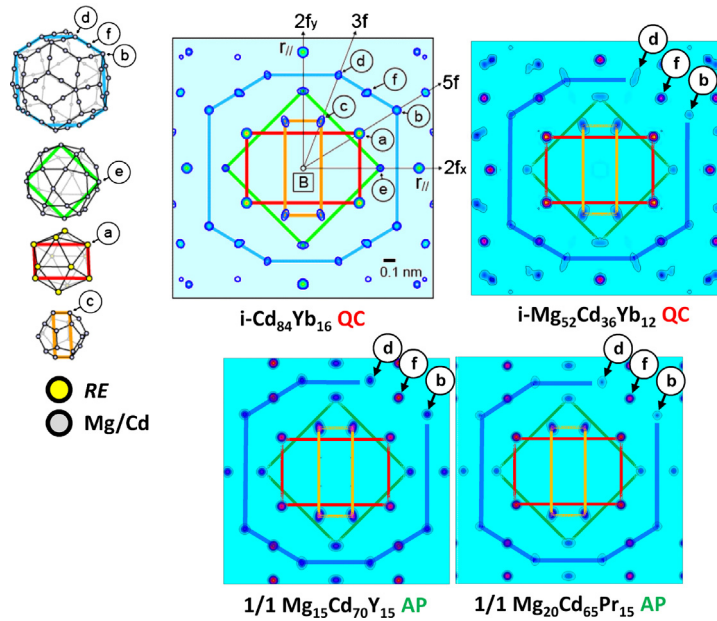 d
f
b
e
a
c
RE
Mg/Cd
2fy
3f
r//
d
f
5f
c
b
a
B
e
2fx
r//
0.1 nm
i-Cd84Yb16 QC
d
f
b
i-Mg52Cd36Yb12 QC
d
f
b
1/1 Mg15Cd70Y15 AP
d
f
b
1/1 Mg20Cd65Pr15 AP